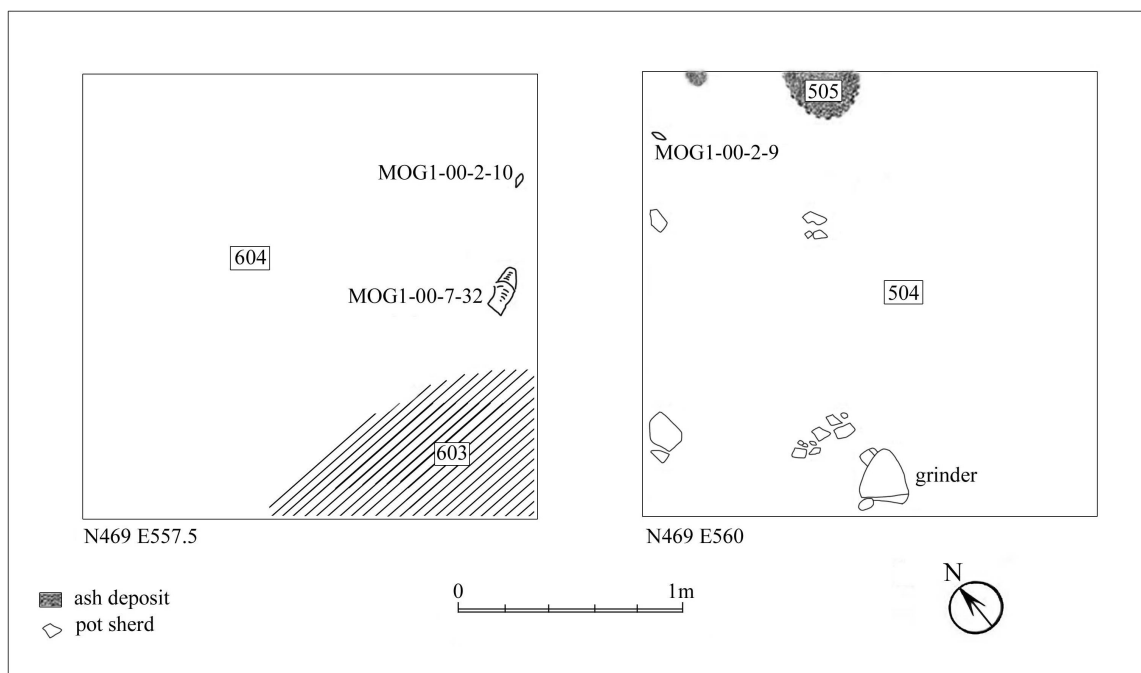 505
MOG1-00-2-9
MOG1-00-2-10
604
MOG1-00-7-32
504
603
grinder
N469 E557.5
N469 E560
ash deposit
pot sherd
0 1m
N